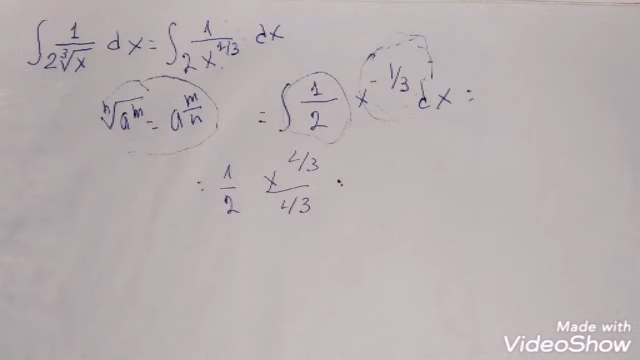 ∫ 1/(2∛x) dx = ∫ 1/(2x^{1/3}) dx
ⁿ√(a^m) = a^{m/n} = ∫ 1/2 x^{-1/3} dx =
= 1/2 x^{2/3}/(2/3) .
Made with
VideoShow